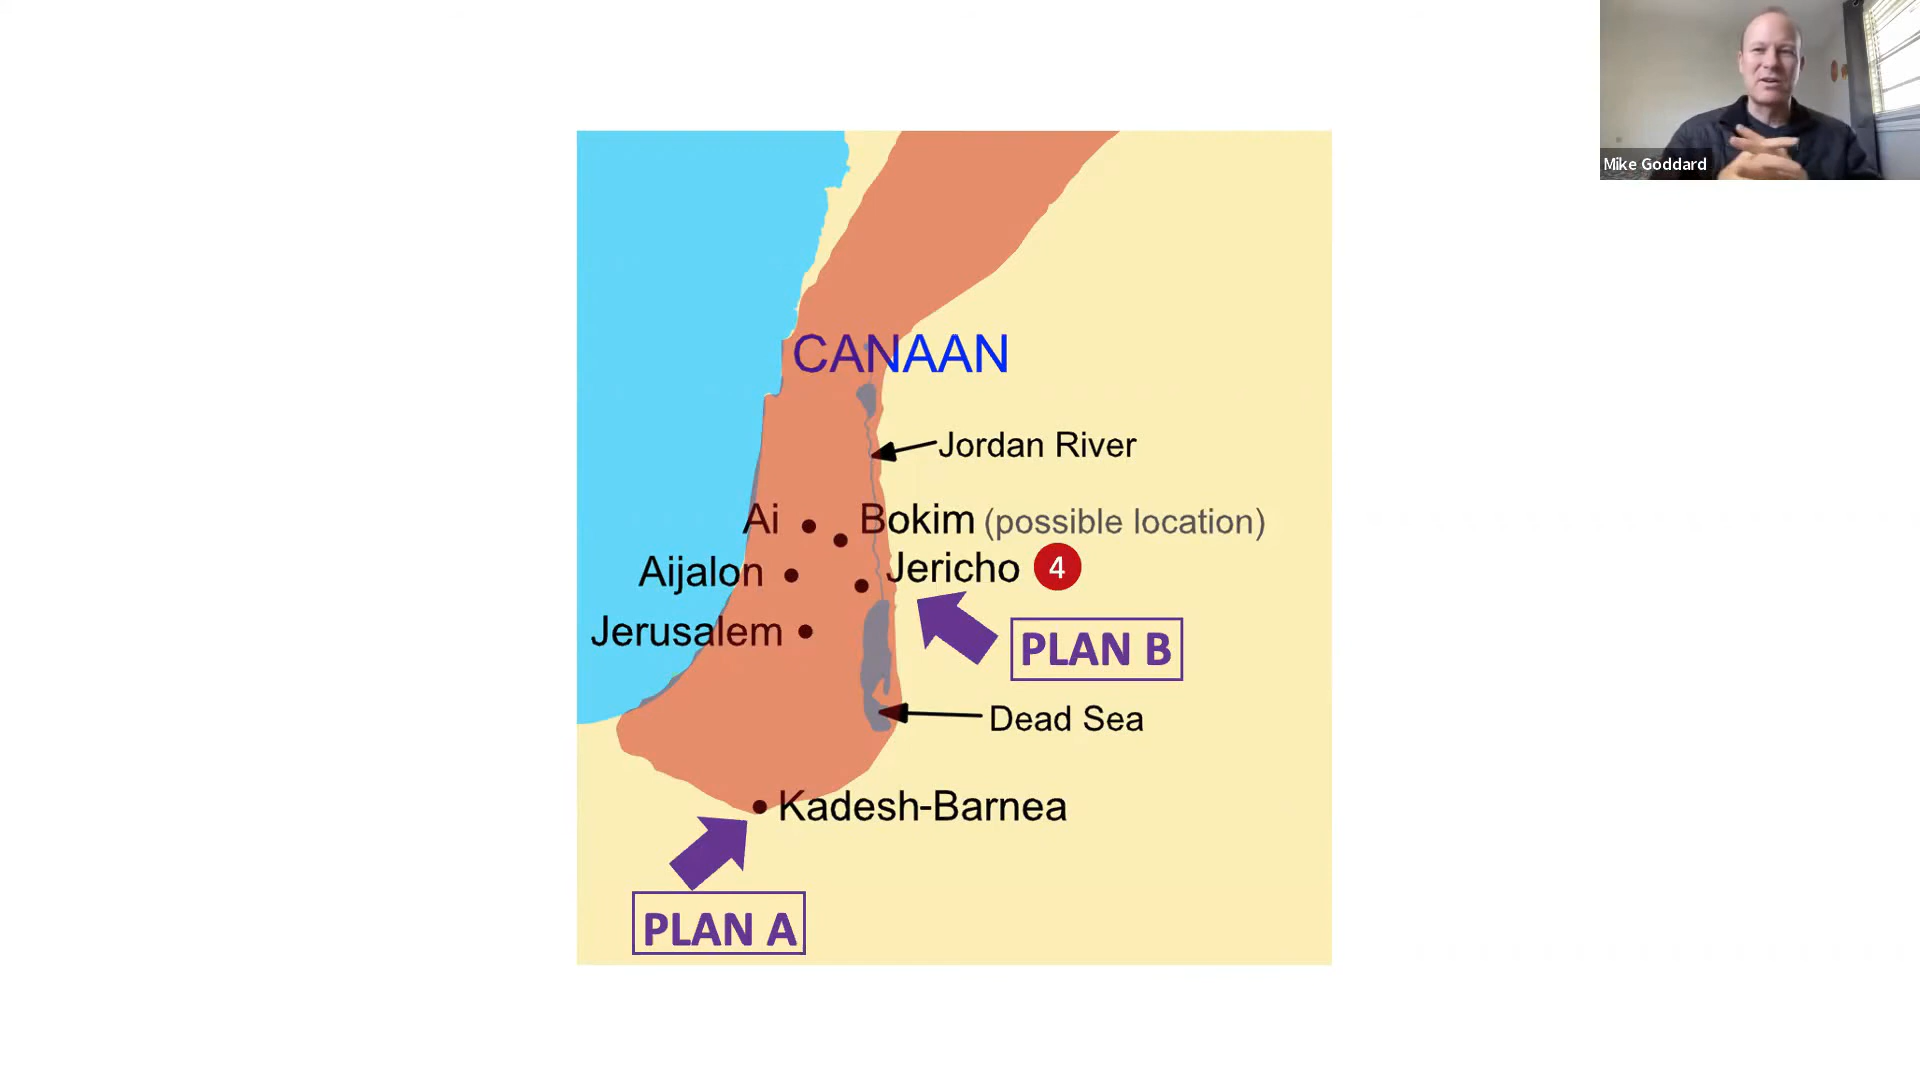 Mike Goddard
CANAAN
Jordan River
Ai
Bokim (possible location)
Aijalon
Jericho 4
Jerusalem
PLAN B
Dead Sea
Kadesh-Barnea
PLAN A